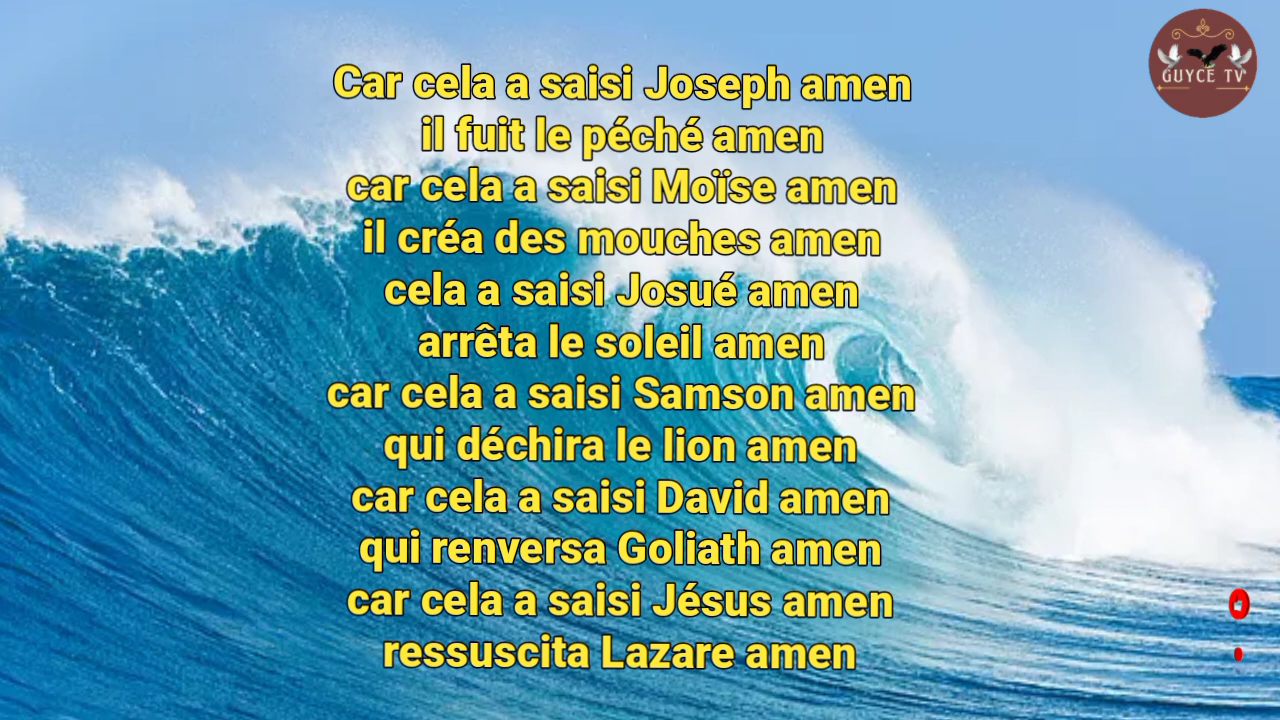 GUYCE TV
Car cela a saisi Joseph amen
il fuit le péché amen
car cela a saisi Moïse amen
il créa des mouches amen
cela a saisi Josué amen
arrêta le soleil amen
car cela a saisi Samson amen
qui déchira le lion amen
car cela a saisi David amen
qui renversa Goliath amen
car cela a saisi Jésus amen
ressuscita Lazare amen